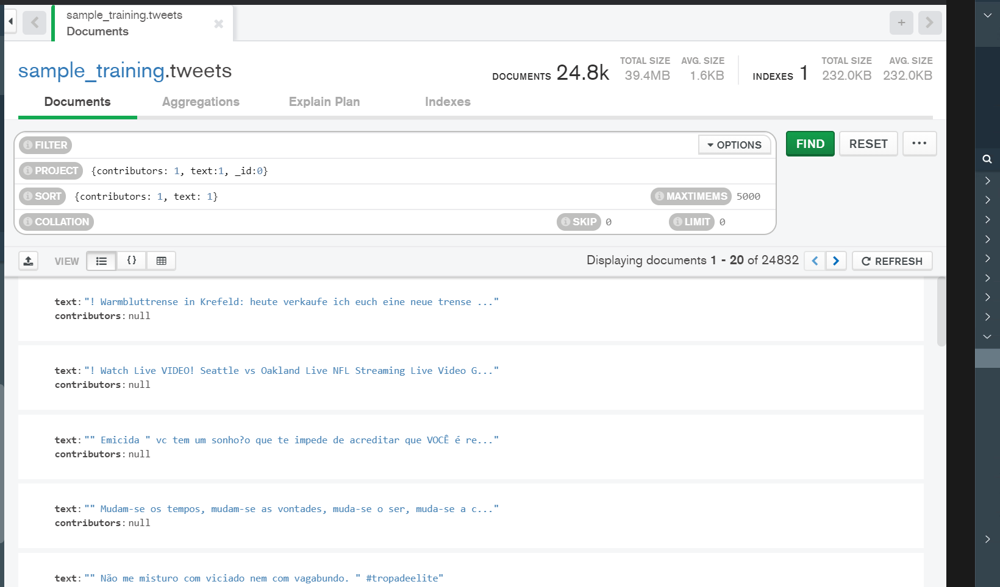 sample_training.tweets
Documents
sample_training.tweets
DOCUMENTS 24.8k TOTAL SIZE 39.4MB AVG. SIZE 1.6KB INDEXES 1 TOTAL SIZE 232.0KB AVG. SIZE 232.0KB
Documents Aggregations Explain Plan Indexes
FILTER OPTIONS FIND RESET ...
PROJECT {contributors: 1, text:1, _id:0}
SORT {contributors: 1, text: 1} MAXTIMEMS 5000
COLLATION SKIP 0 LIMIT 0
VIEW {} Displaying documents 1 - 20 of 24832 REFRESH
text: "! Warmbluttrense in Krefeld: heute verkaufe ich euch eine neue trense ..."
contributors: null
text: "! Watch Live VIDEO! Seattle vs Oakland Live NFL Streaming Live Video G..."
contributors: null
text: "" Emicida " vc tem um sonho?o que te impede de acreditar que VOCÊ é re..."
contributors: null
text: "" Mudam-se os tempos, mudam-se as vontades, muda-se o ser, muda-se a c..."
contributors: null
text: "" Não me misturo com viciado nem com vagabundo. " #tropadeelite"